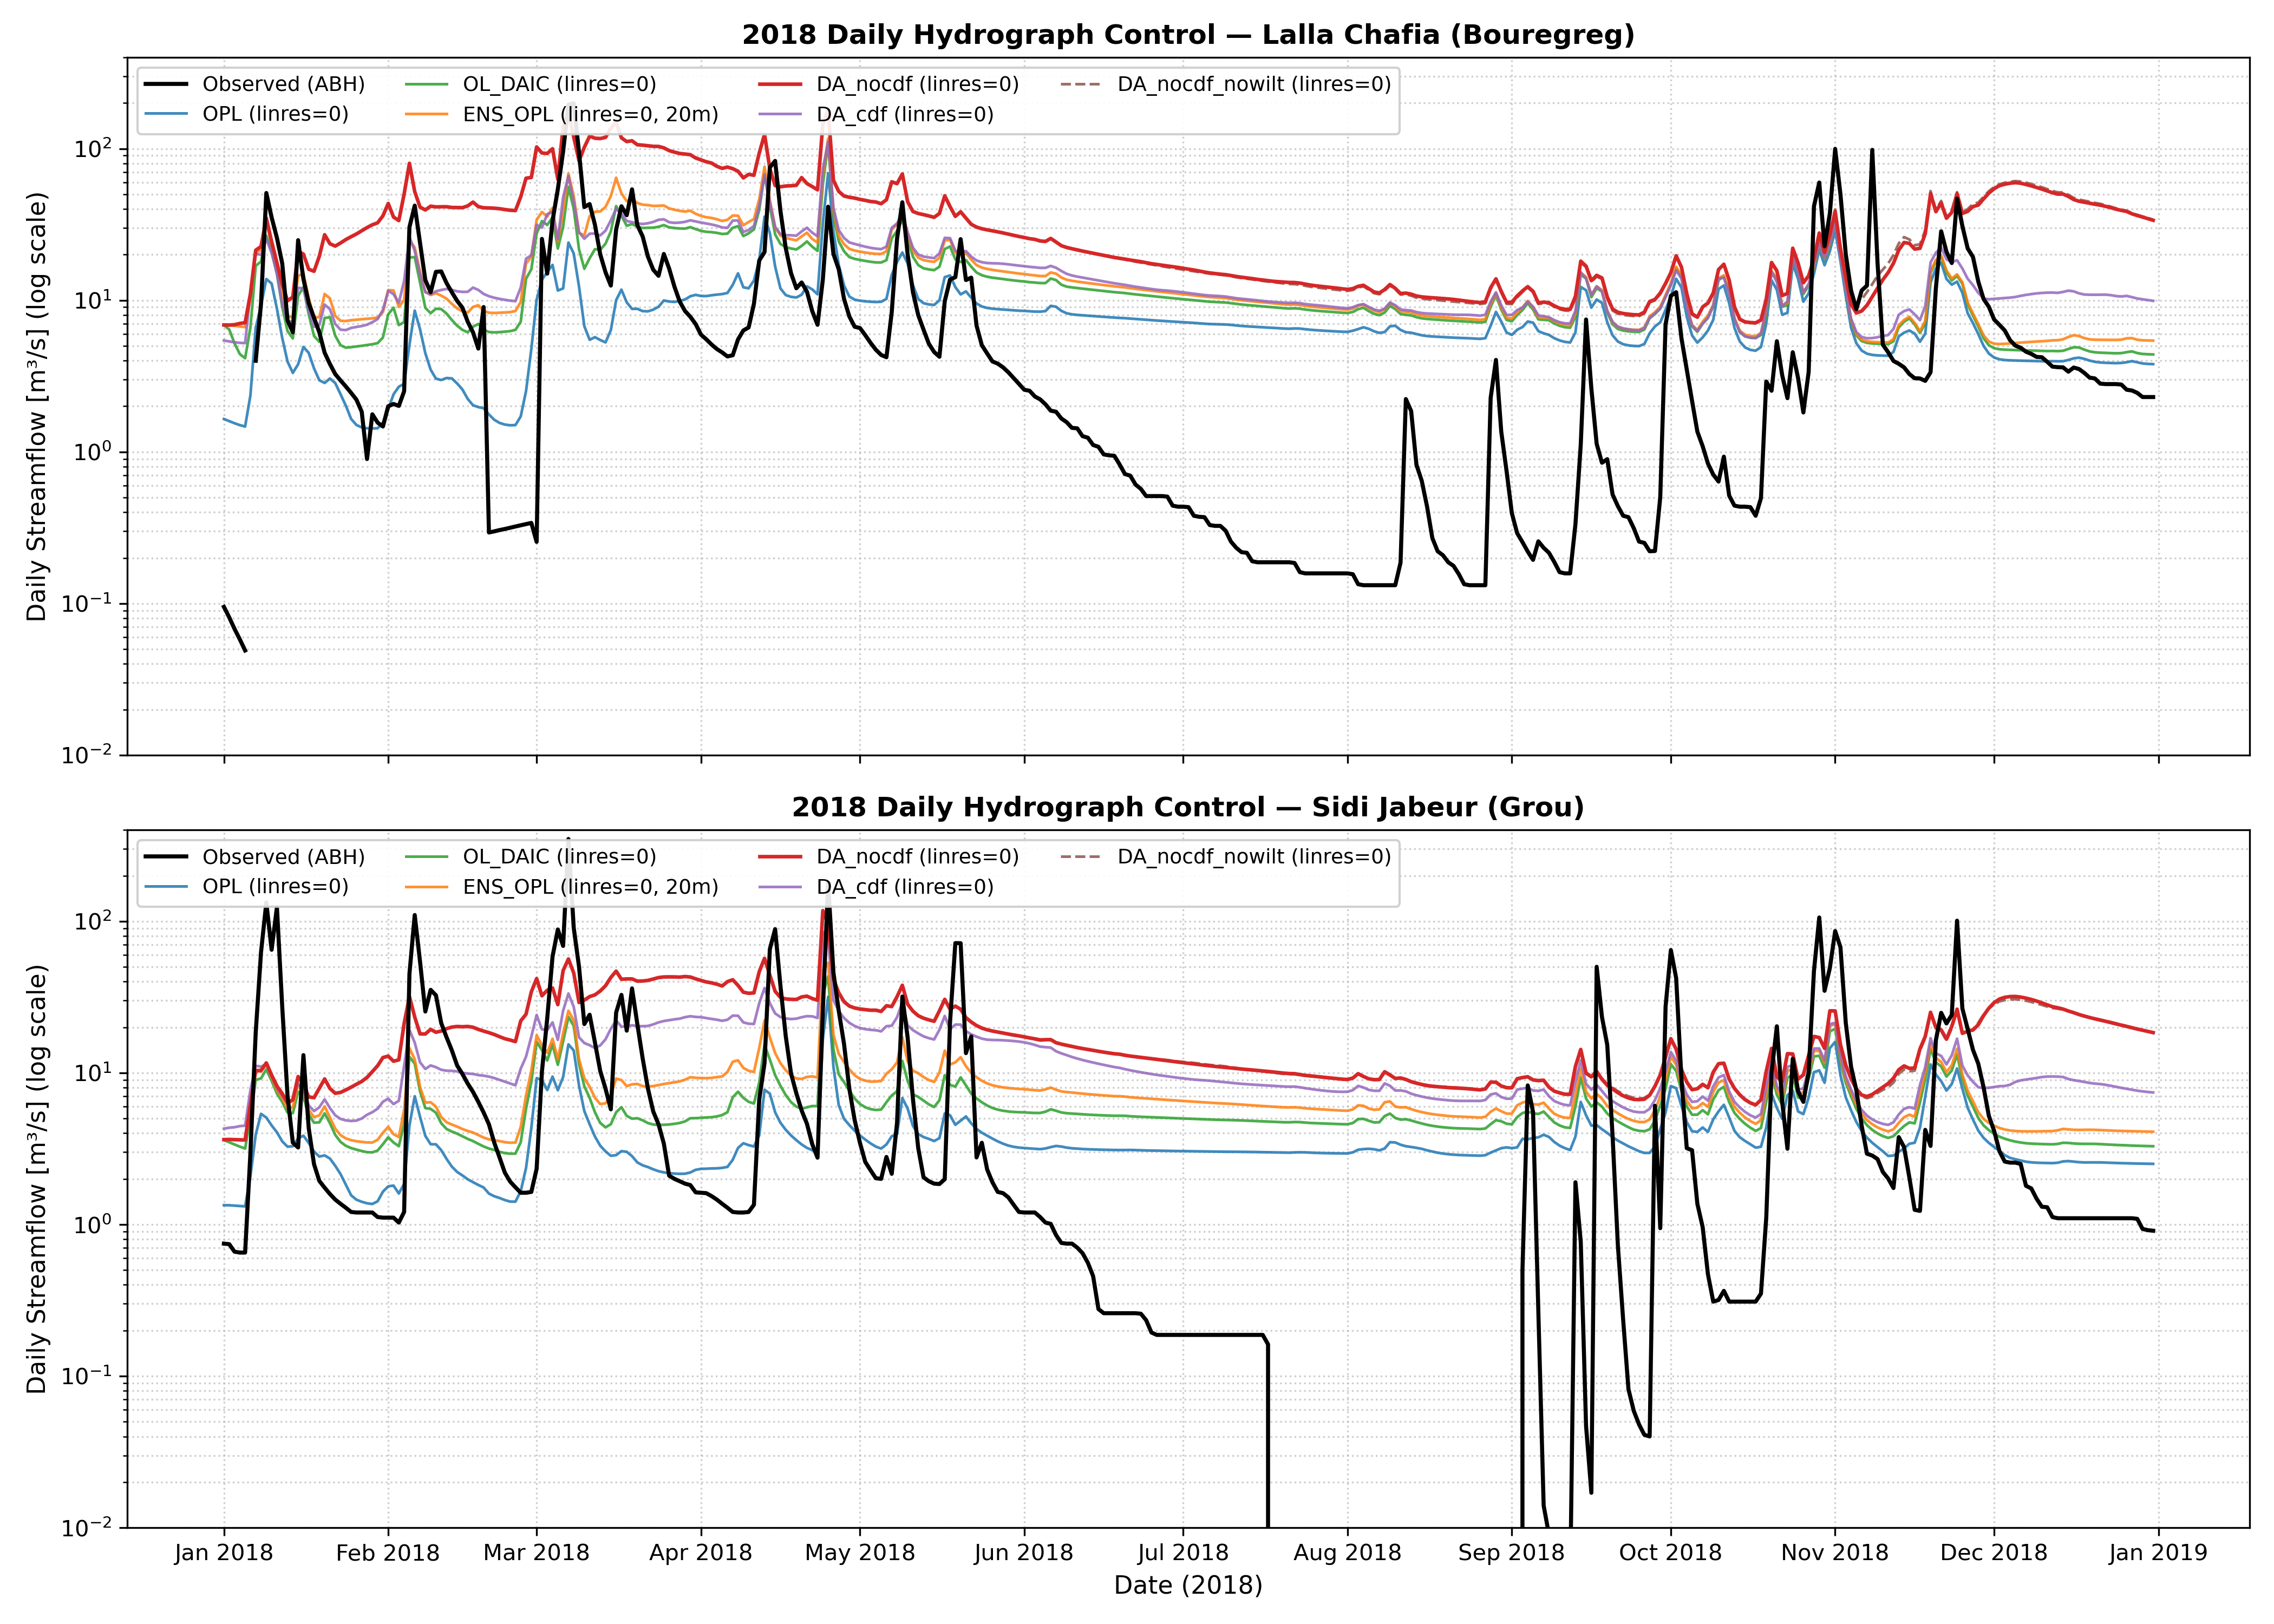 2018 Daily Hydrograph Control — Lalla Chafia (Bouregreg)
Observed (ABH)
OPL (linres=0)
OL_DAIC (linres=0)
ENS_OPL (linres=0, 20m)
DA_nocdf (linres=0)
DA_cdf (linres=0)
DA_nocdf_nowilt (linres=0)
Daily Streamflow [m³/s] (log scale)
10²
10¹
10⁰
10⁻¹
10⁻²
2018 Daily Hydrograph Control — Sidi Jabeur (Grou)
Observed (ABH)
OPL (linres=0)
OL_DAIC (linres=0)
ENS_OPL (linres=0, 20m)
DA_nocdf (linres=0)
DA_cdf (linres=0)
DA_nocdf_nowilt (linres=0)
Daily Streamflow [m³/s] (log scale)
10²
10¹
10⁰
10⁻¹
10⁻²
Jan 2018 Feb 2018 Mar 2018 Apr 2018 May 2018 Jun 2018 Jul 2018 Aug 2018 Sep 2018 Oct 2018 Nov 2018 Dec 2018 Jan 2019
Date (2018)